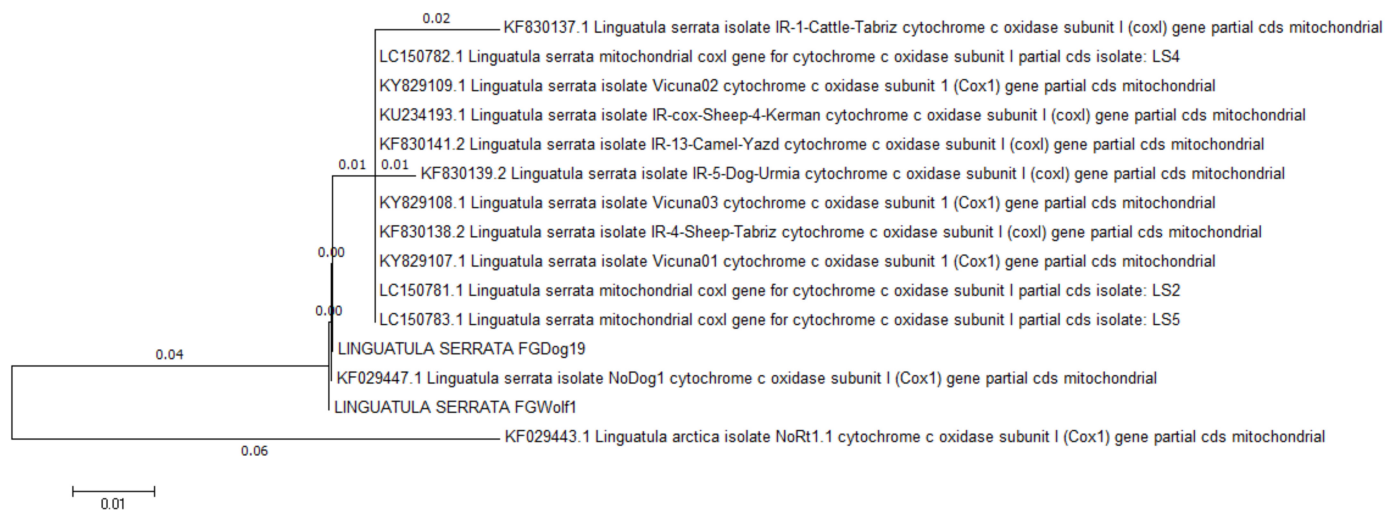 0.02
KF830137.1 Linguatula serrata isolate IR-1-Cattle-Tabriz cytochrome c oxidase subunit I (coxI) gene partial cds mitochondrial
LC150782.1 Linguatula serrata mitochondrial coxI gene for cytochrome c oxidase subunit I partial cds isolate: LS4
KY829109.1 Linguatula serrata isolate Vicuna02 cytochrome c oxidase subunit 1 (Cox1) gene partial cds mitochondrial
KU234193.1 Linguatula serrata isolate IR-cox-Sheep-4-Kerman cytochrome c oxidase subunit I (coxI) gene partial cds mitochondrial
KF830141.2 Linguatula serrata isolate IR-13-Camel-Yazd cytochrome c oxidase subunit I (coxI) gene partial cds mitochondrial
0.01 0.01
KF830139.2 Linguatula serrata isolate IR-5-Dog-Urmia cytochrome c oxidase subunit I (coxI) gene partial cds mitochondrial
KY829108.1 Linguatula serrata isolate Vicuna03 cytochrome c oxidase subunit 1 (Cox1) gene partial cds mitochondrial
KF830138.2 Linguatula serrata isolate IR-4-Sheep-Tabriz cytochrome c oxidase subunit I (coxI) gene partial cds mitochondrial
0.00
KY829107.1 Linguatula serrata isolate Vicuna01 cytochrome c oxidase subunit 1 (Cox1) gene partial cds mitochondrial
LC150781.1 Linguatula serrata mitochondrial coxI gene for cytochrome c oxidase subunit I partial cds isolate: LS2
0.00
LC150783.1 Linguatula serrata mitochondrial coxI gene for cytochrome c oxidase subunit I partial cds isolate: LS5
LINGUATULA SERRATA FGDog19
0.04
KF029447.1 Linguatula serrata isolate NoDog1 cytochrome c oxidase subunit I (Cox1) gene partial cds mitochondrial
LINGUATULA SERRATA FGWolf1
KF029443.1 Linguatula arctica isolate NoRt1.1 cytochrome c oxidase subunit I (Cox1) gene partial cds mitochondrial
0.06
0.01